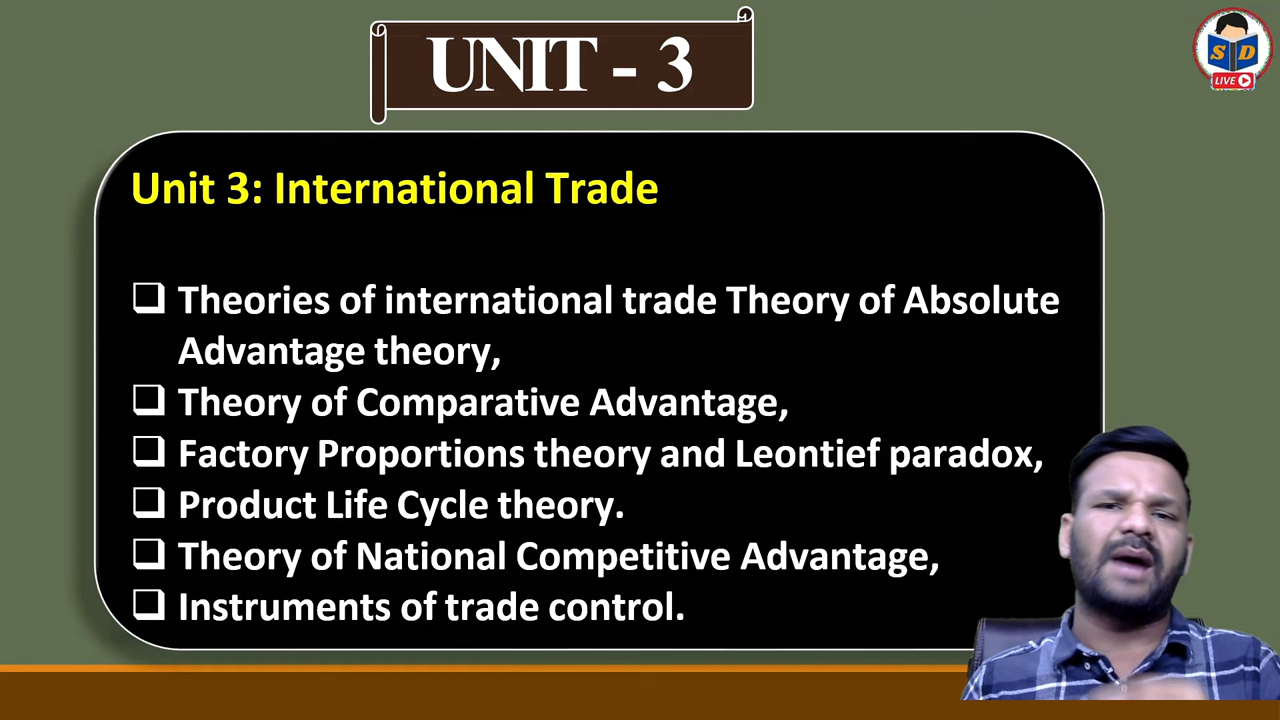 UNIT - 3
S D
LIVE
Unit 3: International Trade
Theories of international trade Theory of Absolute
Advantage theory,
Theory of Comparative Advantage,
Factory Proportions theory and Leontief paradox,
Product Life Cycle theory.
Theory of National Competitive Advantage,
Instruments of trade control.